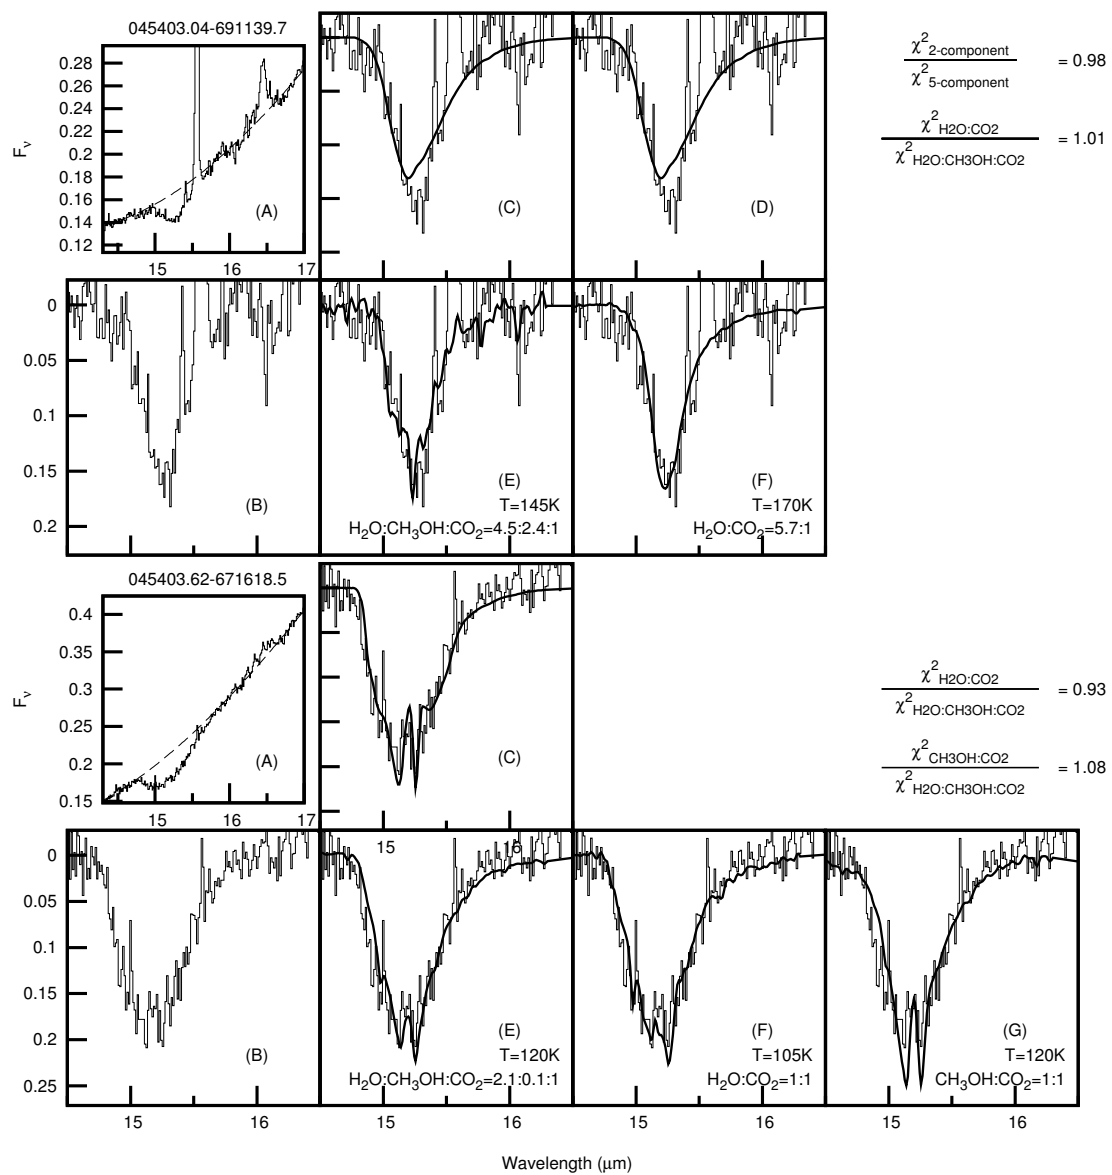 045403.04-691139.7
0.28
0.26
0.24
0.22
0.2
0.18
0.16
0.14
0.12
Fν
(A)
15 16 17
(C)
(D)
χ²2-component / χ²5-component = 0.98
χ²H2O:CO2 / χ²H2O:CH3OH:CO2 = 1.01
0
0.05
0.1
0.15
0.2
(B)
(E)
T=145K
H₂O:CH₃OH:CO₂=4.5:2.4:1
(F)
T=170K
H₂O:CO₂=5.7:1
045403.62-671618.5
0.4
0.35
0.3
0.25
0.2
0.15
Fν
(A)
15 16 17
(C)
15 16
χ²H2O:CO2 / χ²H2O:CH3OH:CO2 = 0.93
χ²CH3OH:CO2 / χ²H2O:CH3OH:CO2 = 1.08
0
0.05
0.1
0.15
0.2
0.25
(B)
(E)
T=120K
H₂O:CH₃OH:CO₂=2.1:0.1:1
(F)
T=105K
H₂O:CO₂=1:1
(G)
T=120K
CH₃OH:CO₂=1:1
15 16 15 16 15 16 15 16
Wavelength (μm)